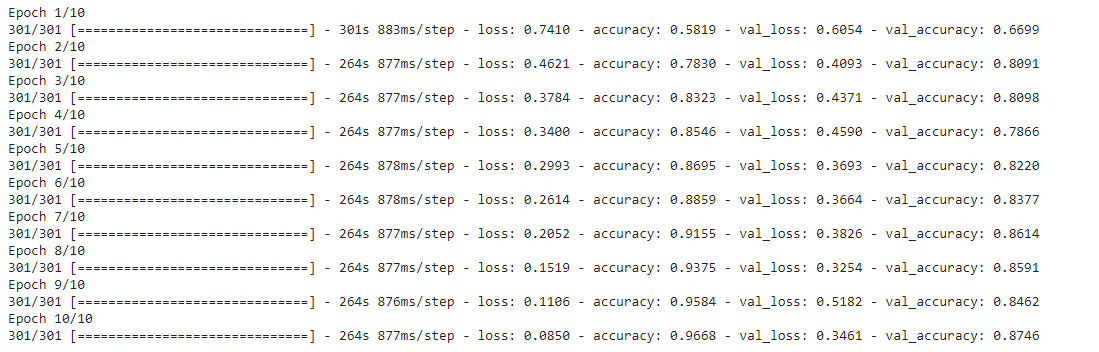 Epoch 1/10
301/301 [==============================] - 301s 883ms/step - loss: 0.7410 - accuracy: 0.5819 - val_loss: 0.6054 - val_accuracy: 0.6699
Epoch 2/10
301/301 [==============================] - 264s 877ms/step - loss: 0.4621 - accuracy: 0.7830 - val_loss: 0.4093 - val_accuracy: 0.8091
Epoch 3/10
301/301 [==============================] - 264s 877ms/step - loss: 0.3784 - accuracy: 0.8323 - val_loss: 0.4371 - val_accuracy: 0.8098
Epoch 4/10
301/301 [==============================] - 264s 877ms/step - loss: 0.3400 - accuracy: 0.8546 - val_loss: 0.4590 - val_accuracy: 0.7866
Epoch 5/10
301/301 [==============================] - 264s 878ms/step - loss: 0.2993 - accuracy: 0.8695 - val_loss: 0.3693 - val_accuracy: 0.8220
Epoch 6/10
301/301 [==============================] - 264s 878ms/step - loss: 0.2614 - accuracy: 0.8859 - val_loss: 0.3664 - val_accuracy: 0.8377
Epoch 7/10
301/301 [==============================] - 264s 877ms/step - loss: 0.2052 - accuracy: 0.9155 - val_loss: 0.3826 - val_accuracy: 0.8614
Epoch 8/10
301/301 [==============================] - 264s 877ms/step - loss: 0.1519 - accuracy: 0.9375 - val_loss: 0.3254 - val_accuracy: 0.8591
Epoch 9/10
301/301 [==============================] - 264s 876ms/step - loss: 0.1106 - accuracy: 0.9584 - val_loss: 0.5182 - val_accuracy: 0.8462
Epoch 10/10
301/301 [==============================] - 264s 877ms/step - loss: 0.0850 - accuracy: 0.9668 - val_loss: 0.3461 - val_accuracy: 0.8746